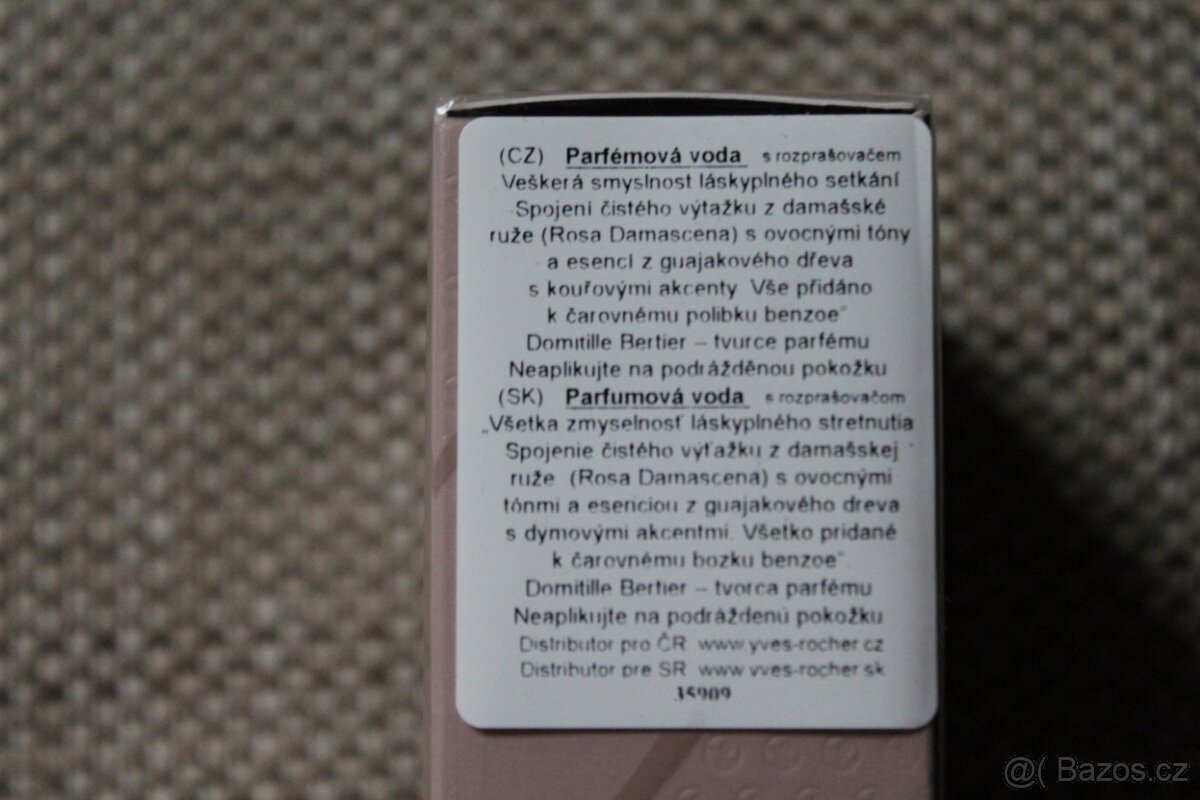 (CZ) Parfémová voda s rozprašovačem
Veškerá smyslnost láskyplného setkání
Spojení čistého výtažku z damašské
ruže (Rosa Damascena) s ovocnými tóny
a esencí z guajakového dřeva
s kouřovými akcenty Vše přidáno
k čarovnému polibku benzoe"
Domitille Bertier – tvurce parfému
Neaplikujte na podrážděnou pokožku
(SK) Parfumová voda s rozprašovačom
„Všetka zmyselnosť láskyplného stretnutia
Spojenie čistého výťažku z damašskej
ruže (Rosa Damascena) s ovocnými
tónmi a esenciou z guajakového dreva
s dymovými akcentmi. Všetko pridané
k čarovnému bozku benzoe".
Domitille Bertier – tvorca parfému
Neaplikujte na podráždenú pokožku
Distributor pro ČR www yves-rocher cz
Distributor pre SR www yves-rocher sk
35909
@( Bazos.cz